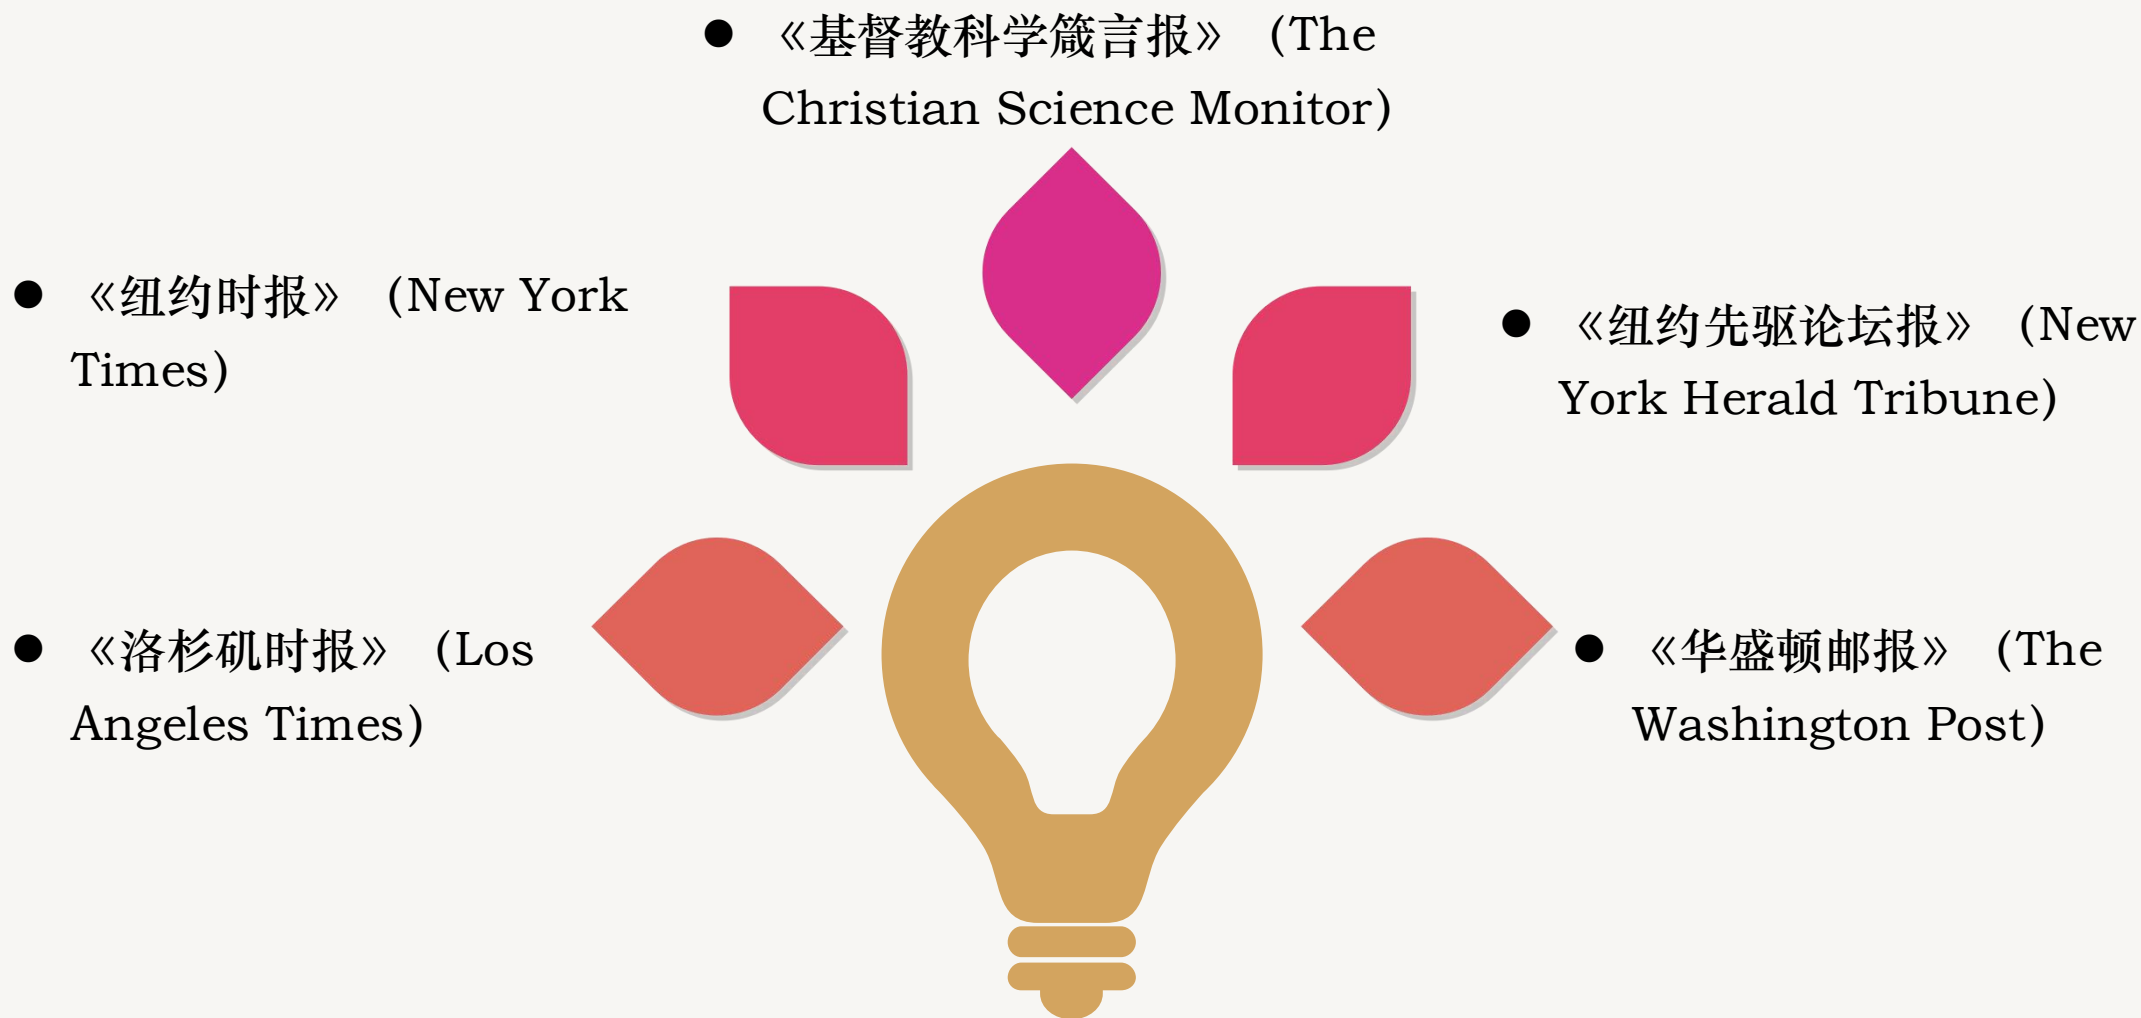 ● 《基督教科学箴言报》 (The
Christian Science Monitor)
● 《纽约时报》 (New York
Times)
● 《纽约先驱论坛报》 (New
York Herald Tribune)
● 《洛杉矶时报》 (Los
Angeles Times)
● 《华盛顿邮报》 (The
Washington Post)